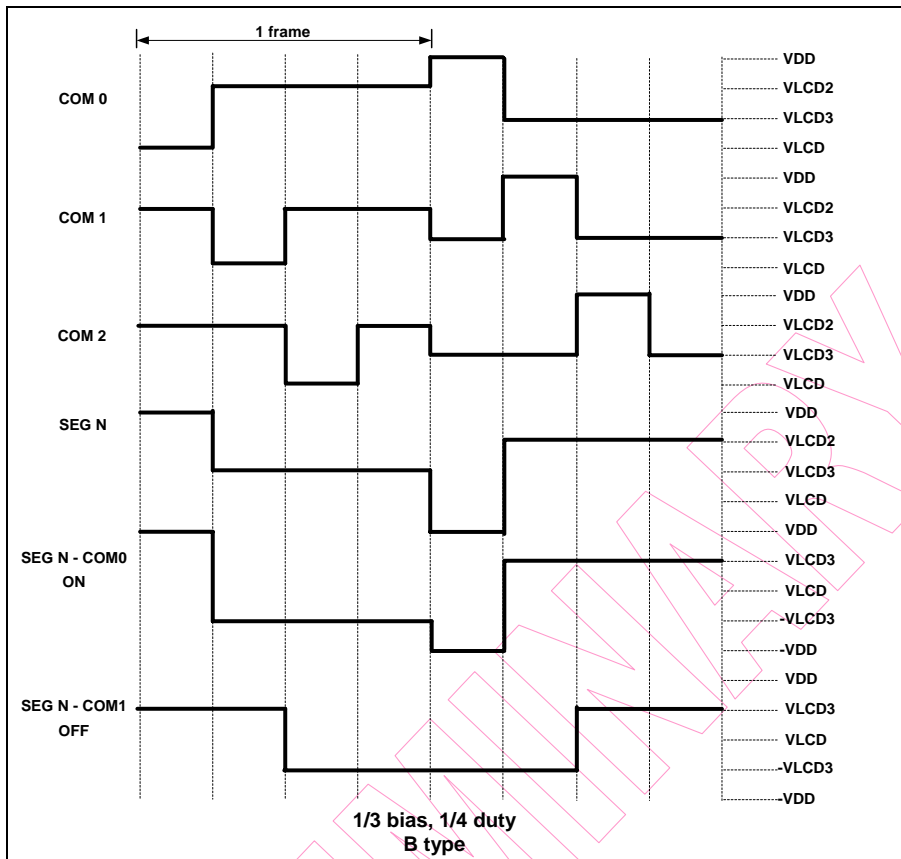 1 frame
COM 0
VDD
VLCD2
VLCD3
VLCD
COM 1
VDD
VLCD2
VLCD3
VLCD
COM 2
VDD
VLCD2
VLCD3
VLCD
SEG N
VDD
VLCD2
VLCD3
VLCD
SEG N - COM0
ON
VDD
VLCD3
VLCD
-VLCD3
-VDD
SEG N - COM1
OFF
VDD
VLCD3
VLCD
-VLCD3
-VDD
1/3 bias, 1/4 duty
B type